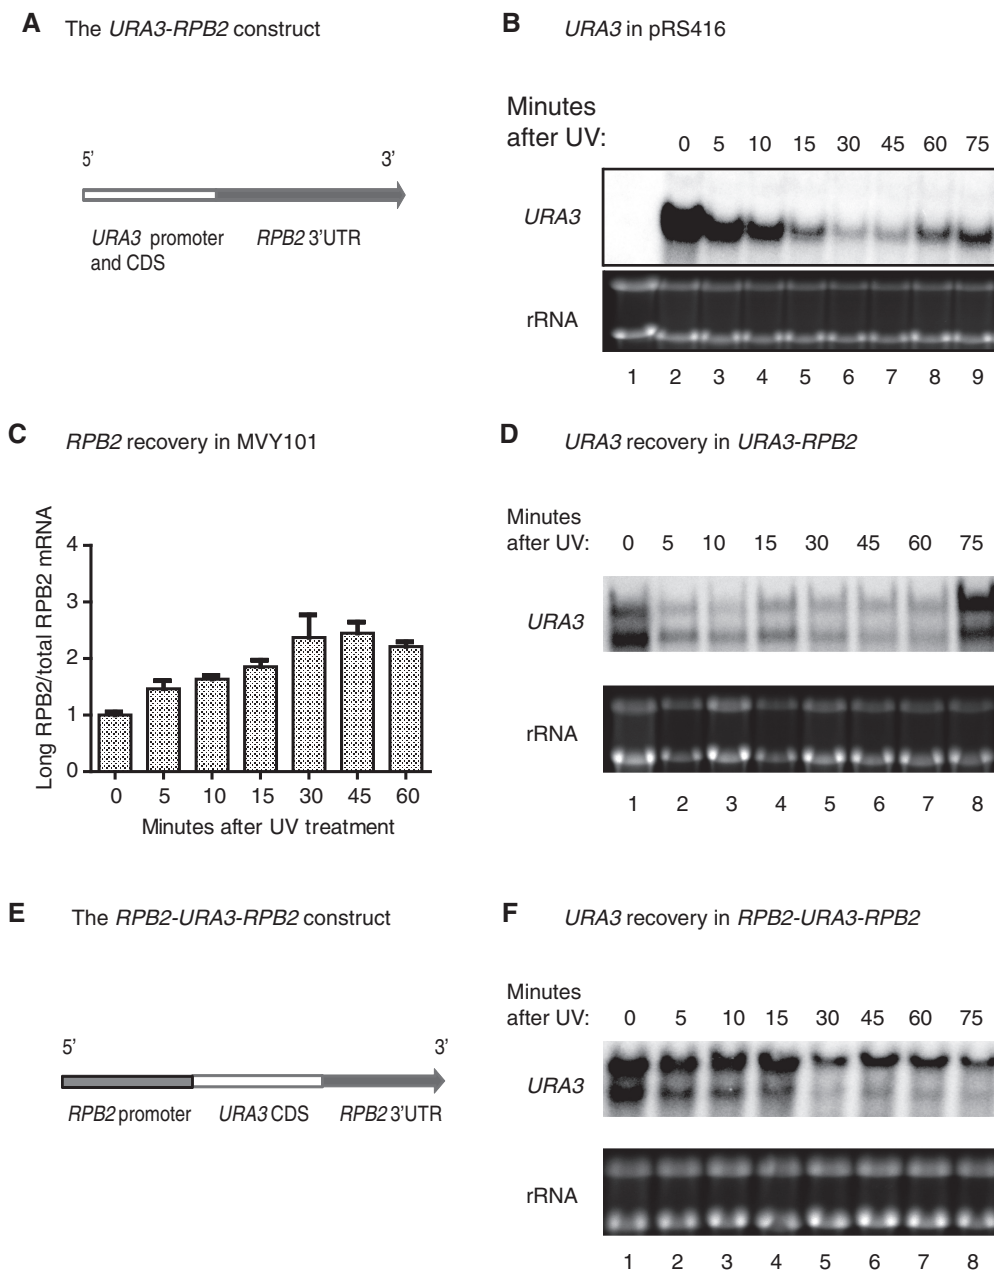 A The URA3-RPB2 construct
5’ 3’
URA3 promoter
and CDS
RPB2 3’UTR
B URA3 in pRS416
Minutes
after UV: 0 5 10 15 30 45 60 75
URA3
rRNA
1 2 3 4 5 6 7 8 9
C RPB2 recovery in MVY101
Long RPB2/total RPB2 mRNA
4
3
2
1
0
0 5 10 15 30 45 60
Minutes after UV treatment
D URA3 recovery in URA3-RPB2
Minutes
after UV: 0 5 10 15 30 45 60 75
URA3
rRNA
1 2 3 4 5 6 7 8
E The RPB2-URA3-RPB2 construct
5’ 3’
RPB2 promoter URA3 CDS RPB2 3’UTR
F URA3 recovery in RPB2-URA3-RPB2
Minutes
after UV: 0 5 10 15 30 45 60 75
URA3
rRNA
1 2 3 4 5 6 7 8